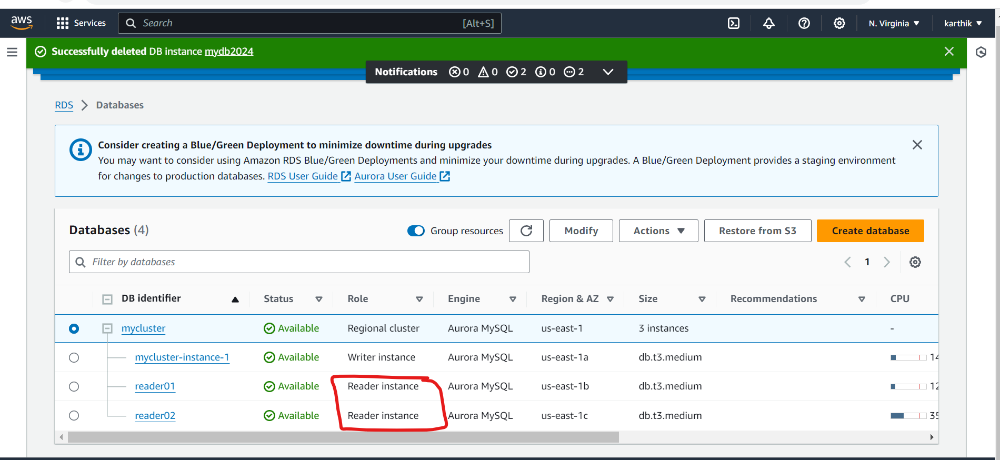 aws Services Search [Alt+S] N. Virginia karthik
Successfully deleted DB instance mydb2024
Notifications 0 0 2 0 2
RDS Databases
Consider creating a Blue/Green Deployment to minimize downtime during upgrades
You may want to consider using Amazon RDS Blue/Green Deployments and minimize your downtime during upgrades. A Blue/Green Deployment provides a staging environment
for changes to production databases. RDS User Guide Aurora User Guide
Databases (4) Group resources Modify Actions Restore from S3 Create database
Filter by databases 1
DB identifier Status Role Engine Region & AZ Size Recommendations CPU
mycluster Available Regional cluster Aurora MySQL us-east-1 3 instances -
mycluster-instance-1 Available Writer instance Aurora MySQL us-east-1a db.t3.medium 14
reader01 Available Reader instance Aurora MySQL us-east-1b db.t3.medium 12
reader02 Available Reader instance Aurora MySQL us-east-1c db.t3.medium 35